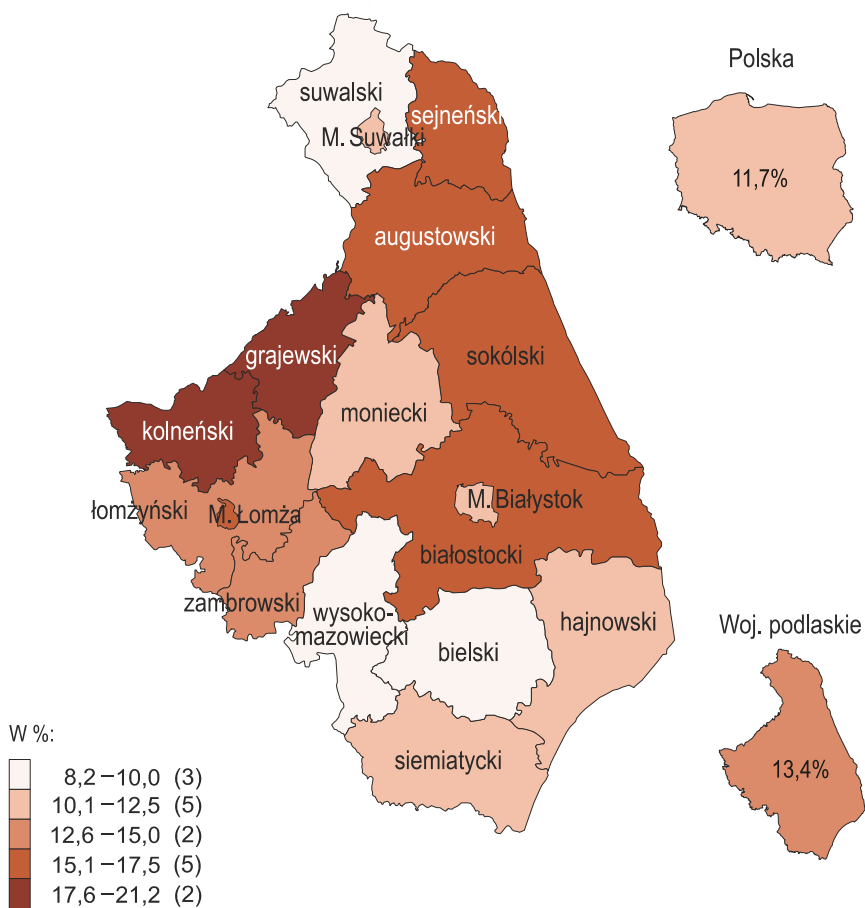 Polska
suwalski
sejneński
M. Suwałki
11,7%
augustowski
grajewski
sokólski
moniecki
kolneński
łomżyński
M. Łomża
M. Białystok
białostocki
zambrowski
wysoko-
mazowiecki
hajnowski
bielski
Woj. podlaskie
siemiatycki
13,4%
W %:
8,2 – 10,0 (3)
10,1 – 12,5 (5)
12,6 – 15,0 (2)
15,1 – 17,5 (5)
17,6 – 21,2 (2)